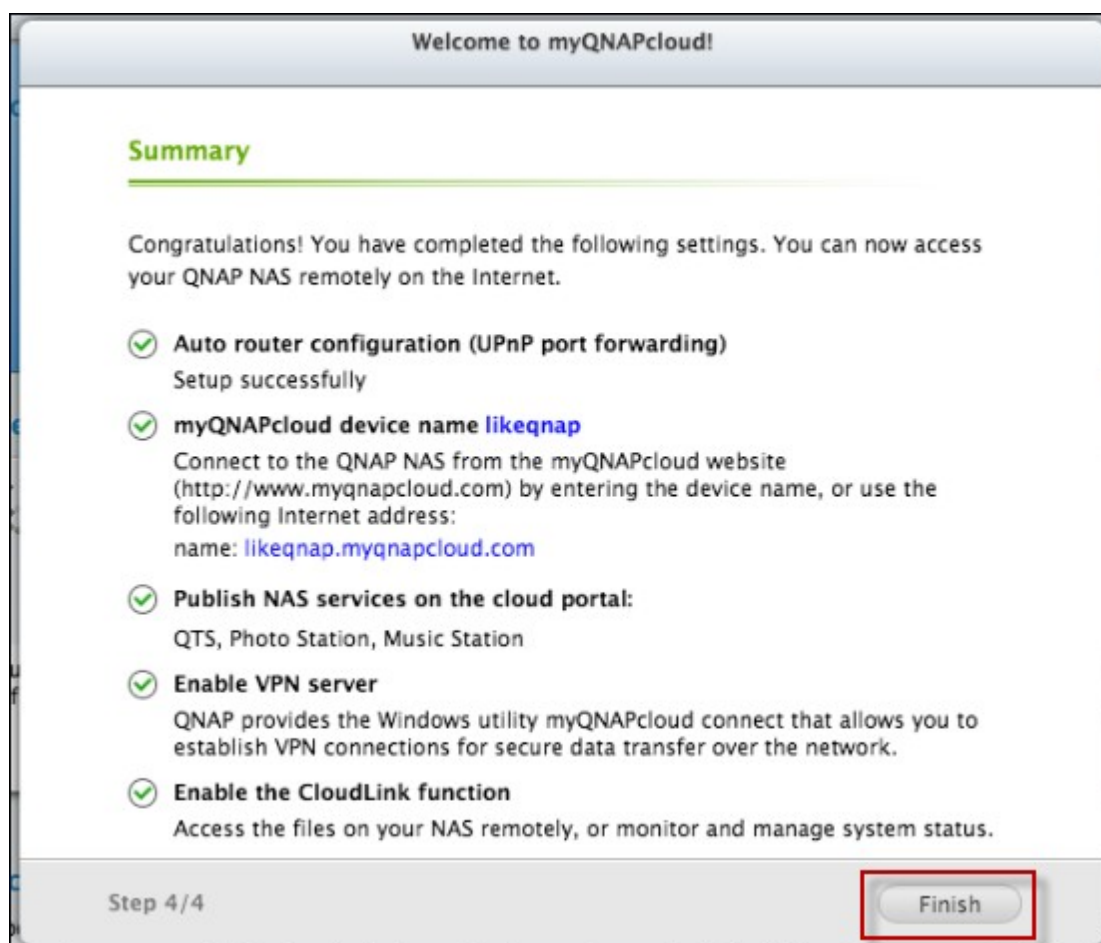 Welcome to myQNAPcloud!
Summary
Congratulations! You have completed the following settings. You can now access
your QNAP NAS remotely on the Internet.
Auto router configuration (UPnP port forwarding)
Setup successfully
myQNAPcloud device name likeqnap
Connect to the QNAP NAS from the myQNAPcloud website
(http://www.myqnapcloud.com) by entering the device name, or use the
following Internet address:
name: likeqnap.myqnapcloud.com
Publish NAS services on the cloud portal:
QTS, Photo Station, Music Station
Enable VPN server
QNAP provides the Windows utility myQNAPcloud connect that allows you to
establish VPN connections for secure data transfer over the network.
Enable the CloudLink function
Access the files on your NAS remotely, or monitor and manage system status.
Step 4/4
Finish